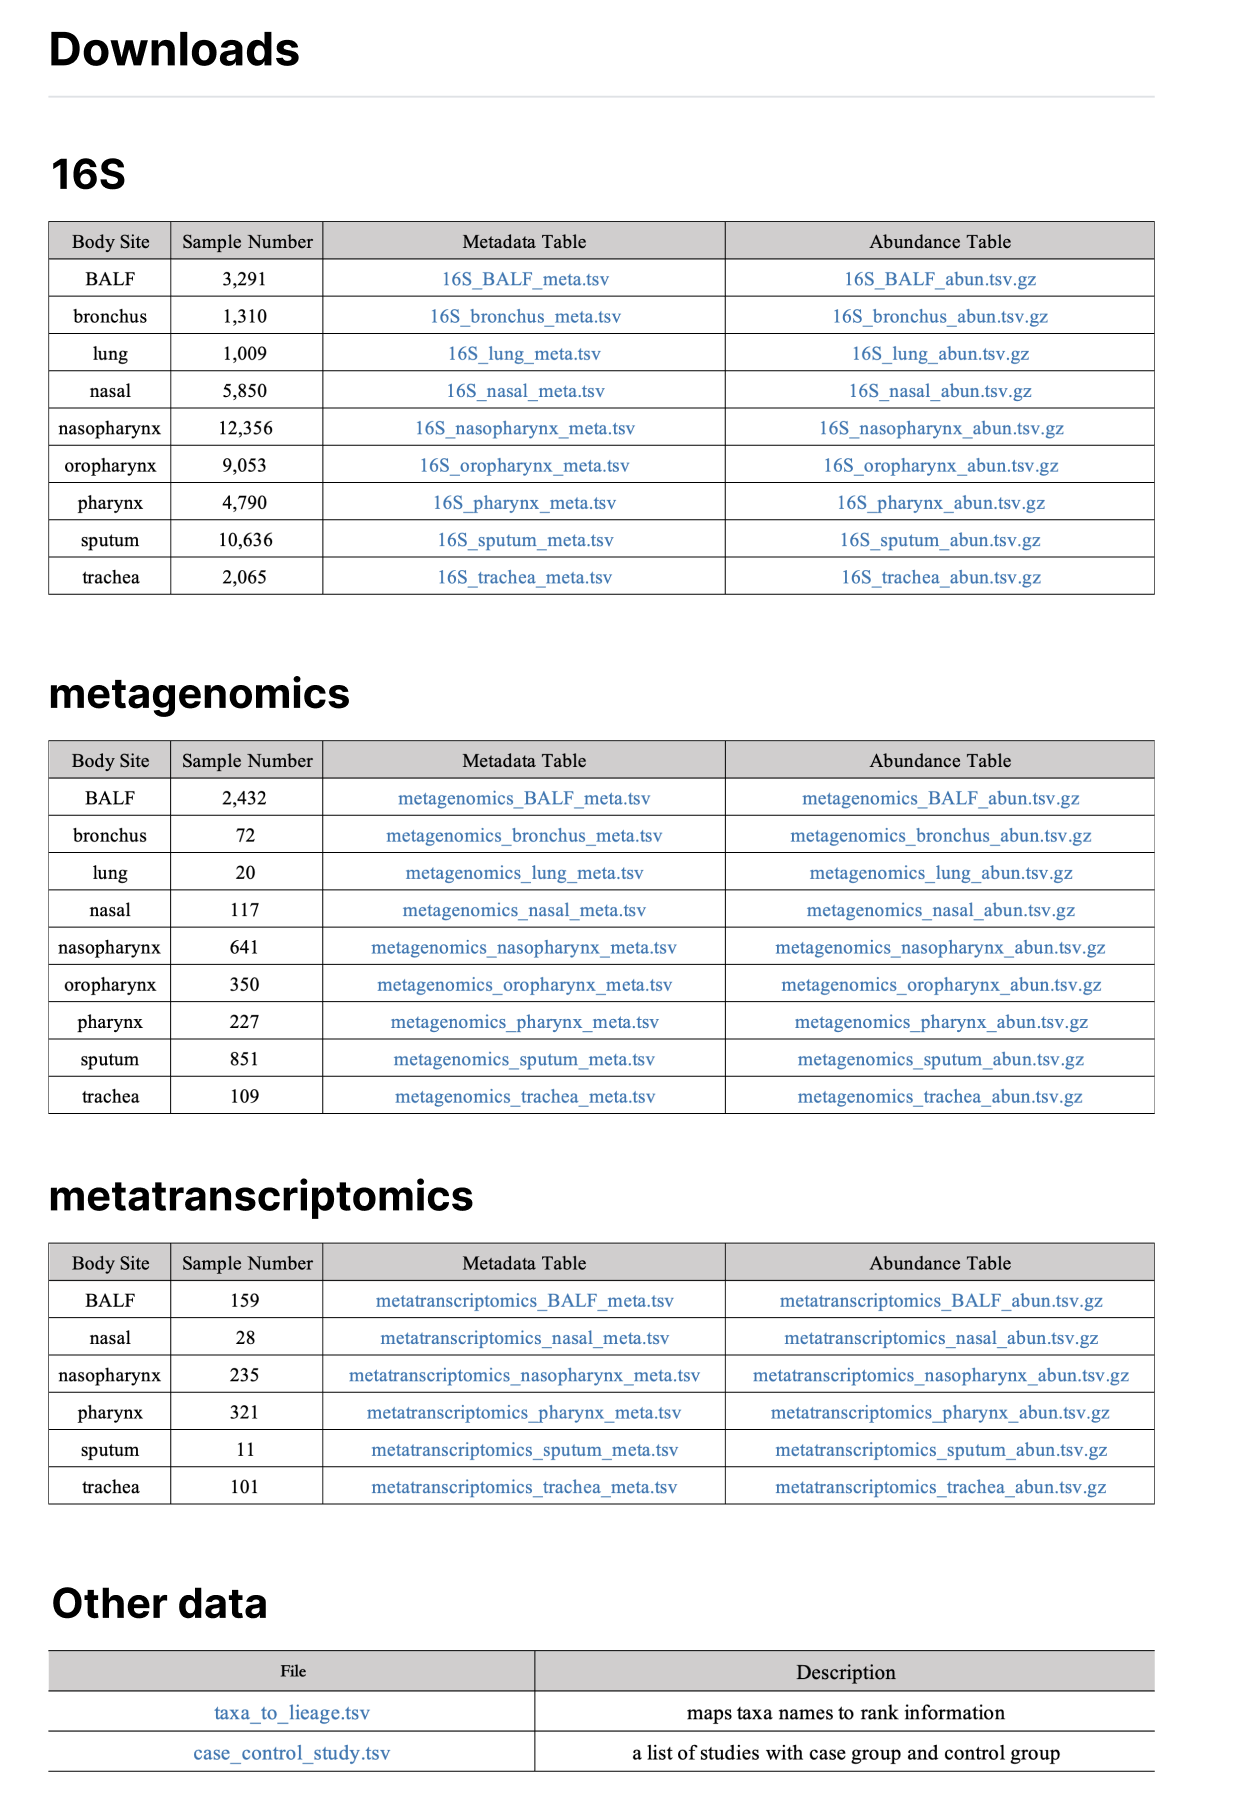 Downloads
16S
Body Site Sample Number Metadata Table Abundance Table
BALF 3,291 16S_BALF_meta.tsv 16S_BALF_abun.tsv.gz
bronchus 1,310 16S_bronchus_meta.tsv 16S_bronchus_abun.tsv.gz
lung 1,009 16S_lung_meta.tsv 16S_lung_abun.tsv.gz
nasal 5,850 16S_nasal_meta.tsv 16S_nasal_abun.tsv.gz
nasopharynx 12,356 16S_nasopharynx_meta.tsv 16S_nasopharynx_abun.tsv.gz
oropharynx 9,053 16S_oropharynx_meta.tsv 16S_oropharynx_abun.tsv.gz
pharynx 4,790 16S_pharynx_meta.tsv 16S_pharynx_abun.tsv.gz
sputum 10,636 16S_sputum_meta.tsv 16S_sputum_abun.tsv.gz
trachea 2,065 16S_trachea_meta.tsv 16S_trachea_abun.tsv.gz
metagenomics
Body Site Sample Number Metadata Table Abundance Table
BALF 2,432 metagenomics_BALF_meta.tsv metagenomics_BALF_abun.tsv.gz
bronchus 72 metagenomics_bronchus_meta.tsv metagenomics_bronchus_abun.tsv.gz
lung 20 metagenomics_lung_meta.tsv metagenomics_lung_abun.tsv.gz
nasal 117 metagenomics_nasal_meta.tsv metagenomics_nasal_abun.tsv.gz
nasopharynx 641 metagenomics_nasopharynx_meta.tsv metagenomics_nasopharynx_abun.tsv.gz
oropharynx 350 metagenomics_oropharynx_meta.tsv metagenomics_oropharynx_abun.tsv.gz
pharynx 227 metagenomics_pharynx_meta.tsv metagenomics_pharynx_abun.tsv.gz
sputum 851 metagenomics_sputum_meta.tsv metagenomics_sputum_abun.tsv.gz
trachea 109 metagenomics_trachea_meta.tsv metagenomics_trachea_abun.tsv.gz
metatranscriptomics
Body Site Sample Number Metadata Table Abundance Table
BALF 159 metatranscriptomics_BALF_meta.tsv metatranscriptomics_BALF_abun.tsv.gz
nasal 28 metatranscriptomics_nasal_meta.tsv metatranscriptomics_nasal_abun.tsv.gz
nasopharynx 235 metatranscriptomics_nasopharynx_meta.tsv metatranscriptomics_nasopharynx_abun.tsv.gz
pharynx 321 metatranscriptomics_pharynx_meta.tsv metatranscriptomics_pharynx_abun.tsv.gz
sputum 11 metatranscriptomics_sputum_meta.tsv metatranscriptomics_sputum_abun.tsv.gz
trachea 101 metatranscriptomics_trachea_meta.tsv metatranscriptomics_trachea_abun.tsv.gz
Other data
File Description
taxa_to_lieage.tsv maps taxa names to rank information
case_control_study.tsv a list of studies with case group and control group